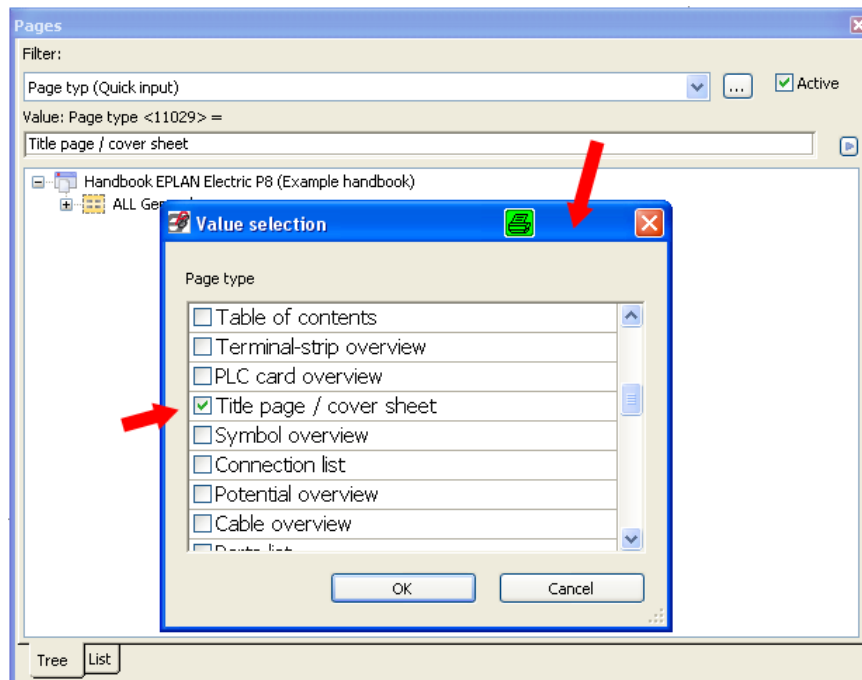 Pages
Filter:
Page typ (Quick input)
...
Active
Value: Page type <11029> =
Title page / cover sheet
Handbook EPLAN Electric P8 (Example handbook)
ALL
Value selection
Page type
Table of contents
Terminal-strip overview
PLC card overview
Title page / cover sheet
Symbol overview
Connection list
Potential overview
Cable overview
OK Cancel
Tree List